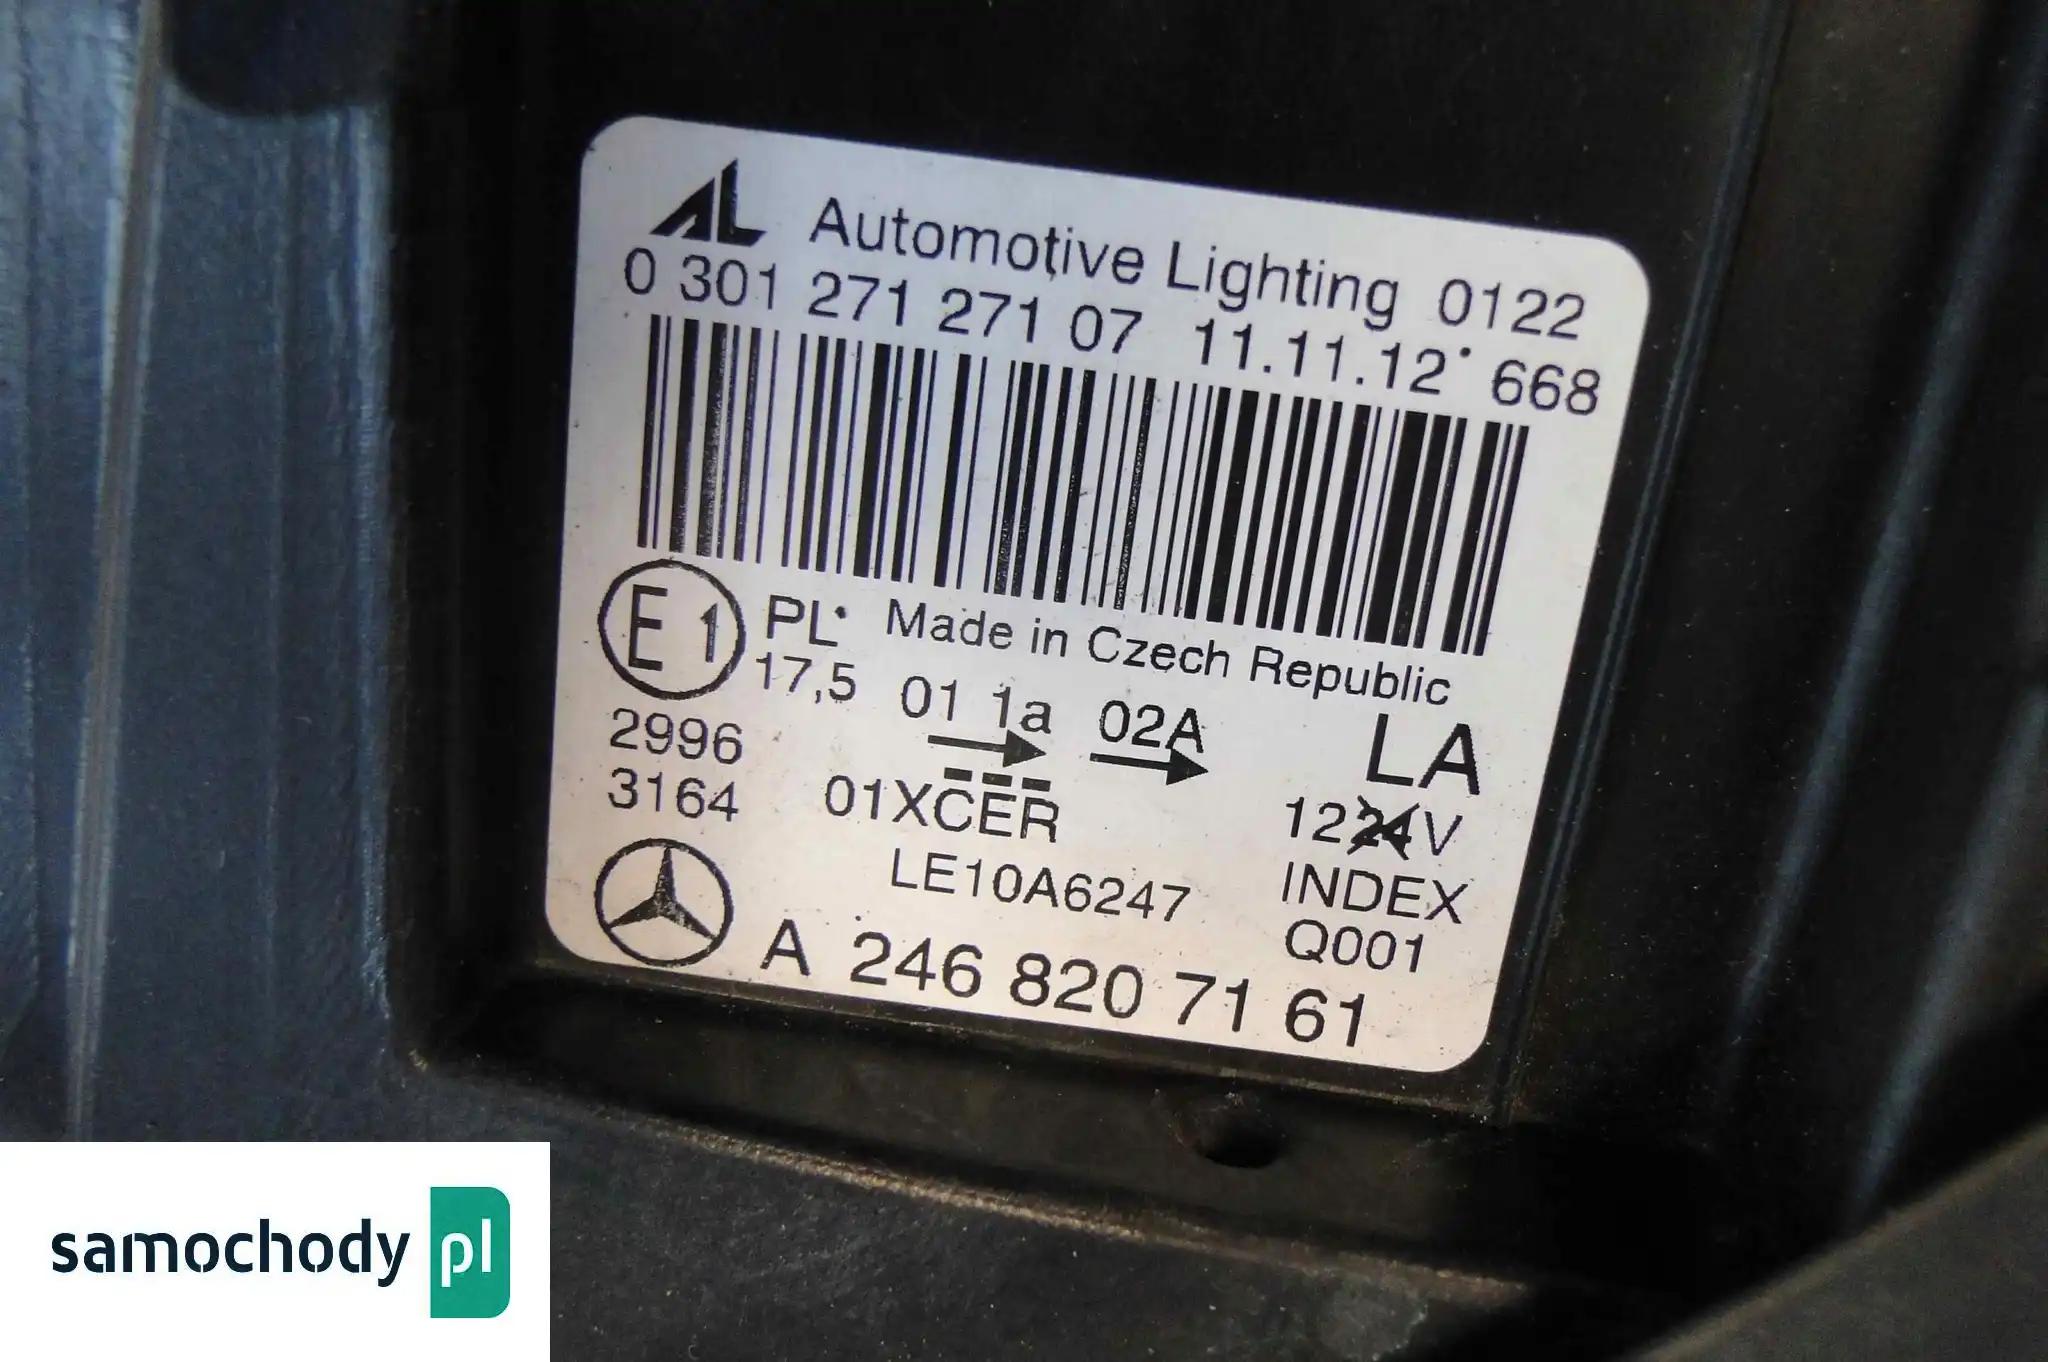 AL Automotive Lighting 0122
0 301 271 271 07 11.11.12 668
E1 PL Made in Czech Republic
17,5 01 1a 02A LA
2996
3164 01XCER 1224V
LE10A6247 INDEX
Q001
A 246 820 71 61
samochody pl